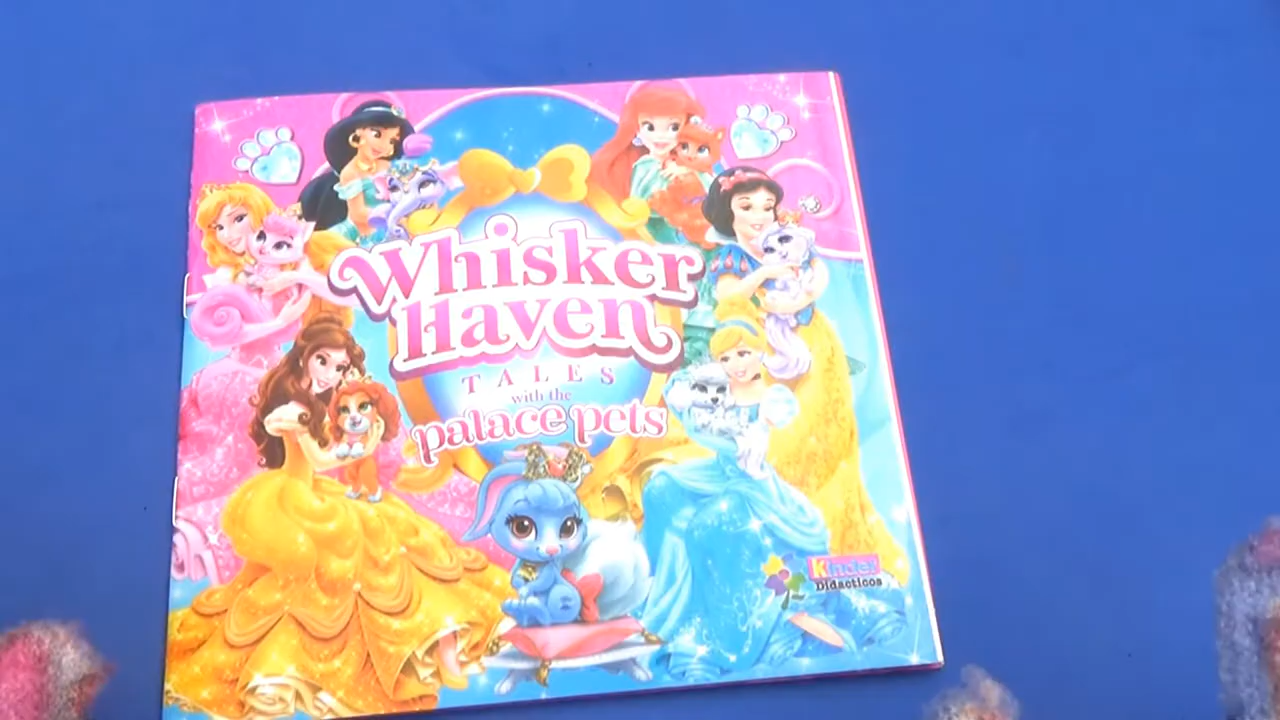 Whisker
Haven
TALES
with the
palace pets
Kinder
Didacticos